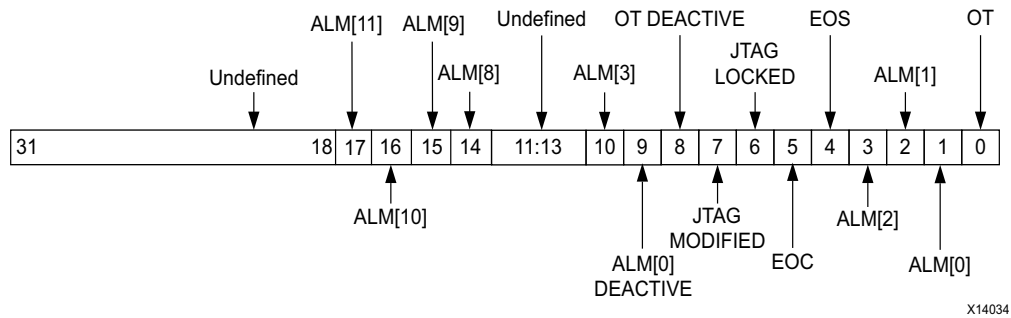 ALM[11]
ALM[9]
Undefined
OT DEACTIVE
EOS
OT
Undefined
ALM[8]
ALM[3]
JTAG
LOCKED
ALM[1]
31
18
17
16
15
14
11:13
10
9
8
7
6
5
4
3
2
1
0
ALM[10]
ALM[0]
DEACTIVE
JTAG
MODIFIED
EOC
ALM[2]
ALM[0]
X14034